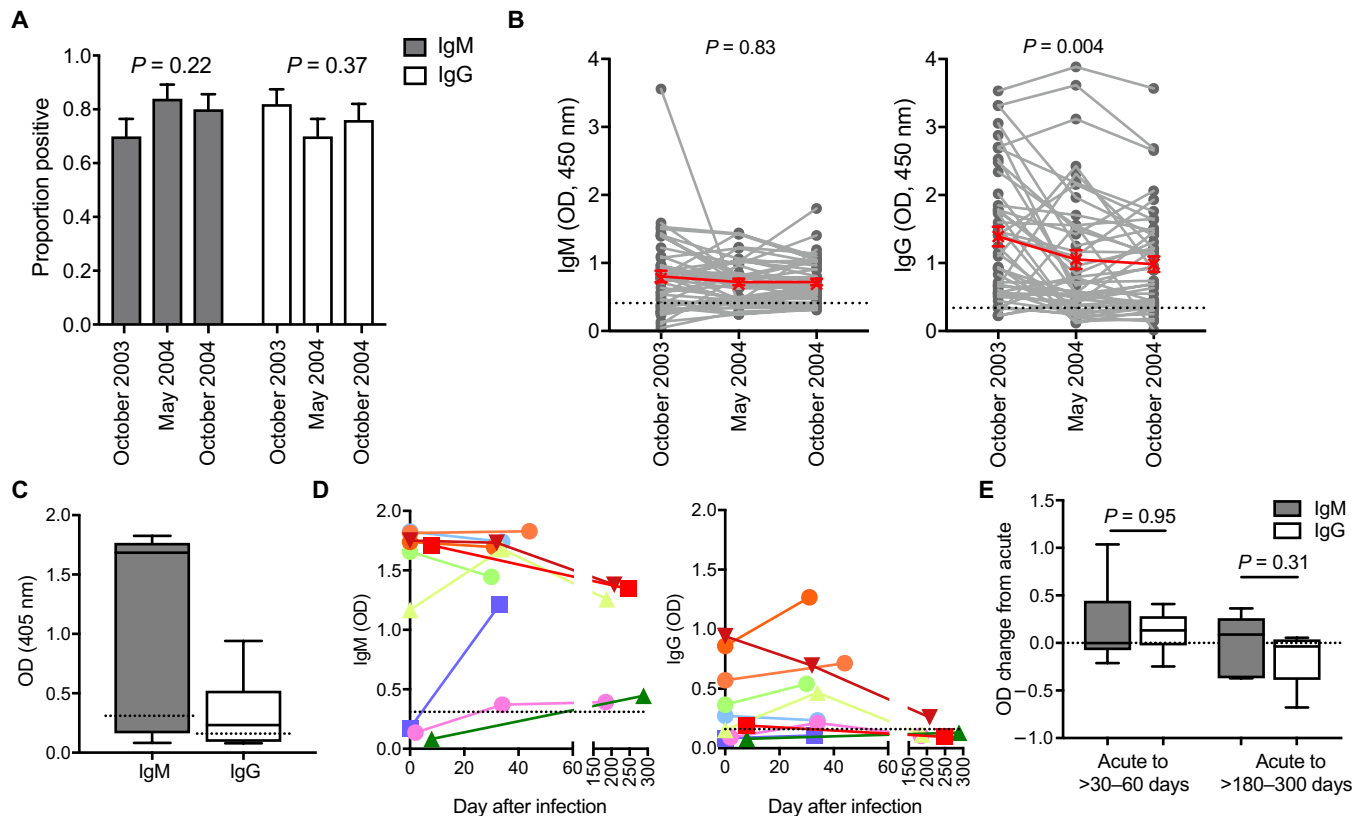 A
IgM
IgG
P = 0.22
P = 0.37
Proportion positive
1.0
0.8
0.6
0.4
0.2
0.0
October 2003
May 2004
October 2004
October 2003
May 2004
October 2004
B
P = 0.83
IgM (OD, 450 nm)
4
3
2
1
0
October 2003
May 2004
October 2004
P = 0.004
IgG (OD, 450 nm)
4
3
2
1
0
October 2003
May 2004
October 2004
C
OD (405 nm)
2.0
1.5
1.0
0.5
0.0
IgM
IgG
D
IgM (OD)
2.0
1.5
1.0
0.5
0.0
0
20
40
60
150
200
250
300
Day after infection
IgG (OD)
2.0
1.5
1.0
0.5
0.0
0
20
40
60
150
200
250
300
Day after infection
E
IgM
IgG
P = 0.95
P = 0.31
OD change from acute
1.5
1.0
0.5
0.0
−0.5
−1.0
Acute to
>30–60 days
Acute to
>180–300 days